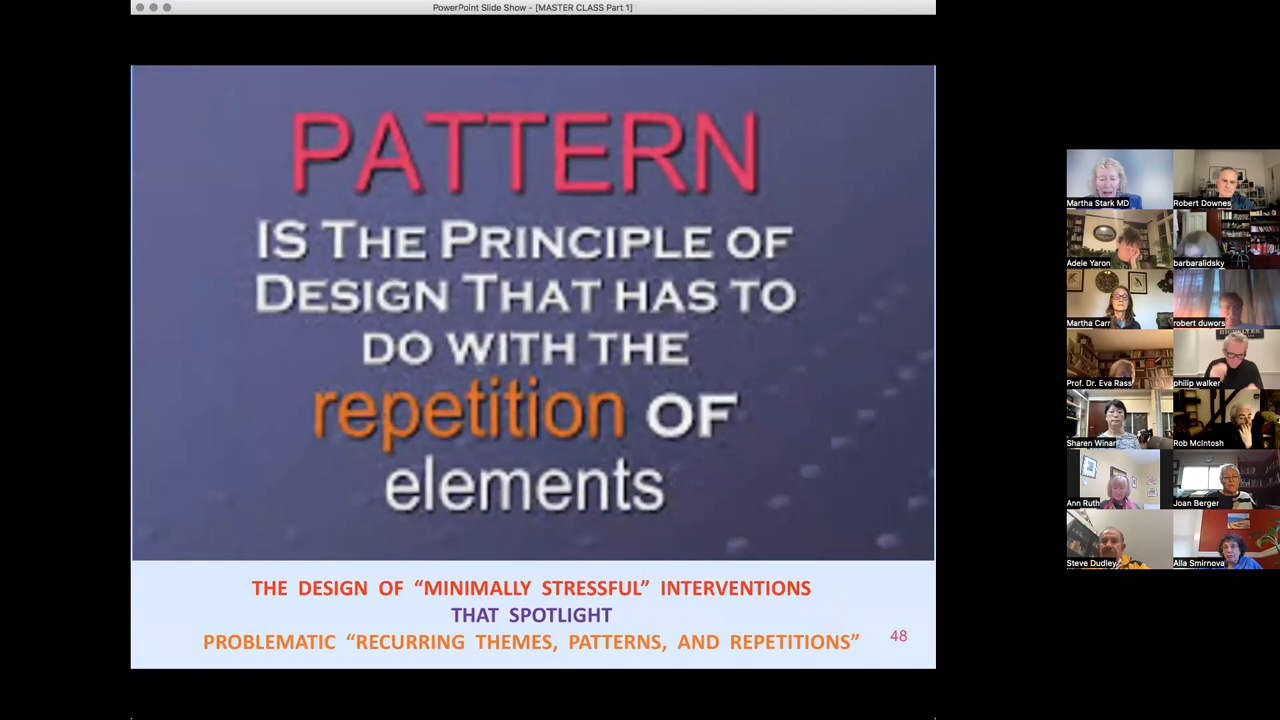 PowerPoint Slide Show - [MASTER CLASS Part 1]
PATTERN
IS THE PRINCIPLE OF
DESIGN THAT HAS TO
DO WITH THE
repetition OF
elements
THE DESIGN OF “MINIMALLY STRESSFUL” INTERVENTIONS
THAT SPOTLIGHT
PROBLEMATIC “RECURRING THEMES, PATTERNS, AND REPETITIONS”
48
Martha Stark MD
Robert Downes
Adele Yaron
barbaralidsky
Martha Carr
robert duwors
Prof. Dr. Eva Rass
philip walker
Sharen Winar
Rob McIntosh
Ann Ruth
Joan Berger
Steve Dudley
Alla Smirnova